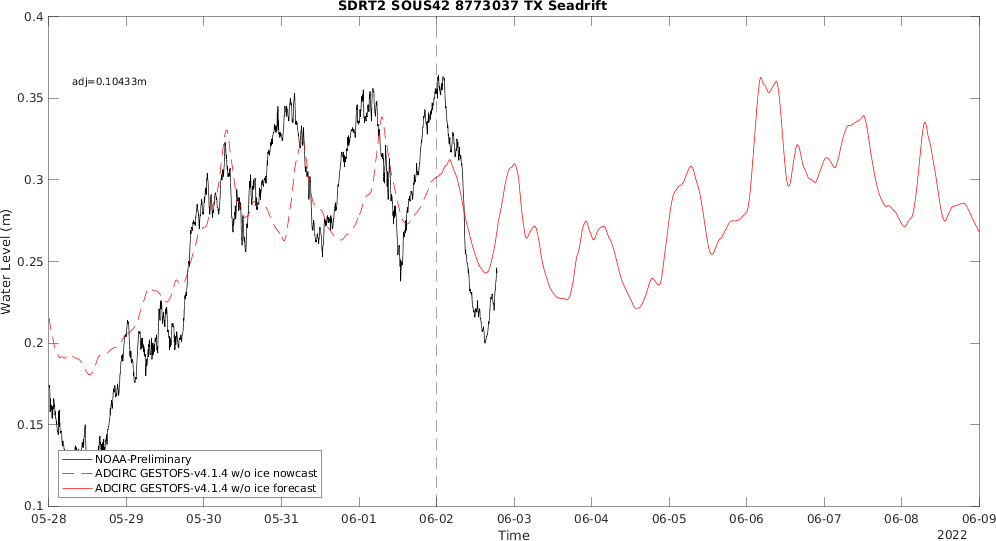 SDRT2 SOUS42 8773037 TX Seadrift
adj=0.10433m
0.4
0.35
0.3
0.25
0.2
0.15
0.1
Water Level (m)
NOAA-Preliminary
ADCIRC GESTOFS-v4.1.4 w/o ice nowcast
ADCIRC GESTOFS-v4.1.4 w/o ice forecast
05-28 05-29 05-30 05-31 06-01 06-02 06-03 06-04 06-05 06-06 06-07 06-08 06-09
Time
2022